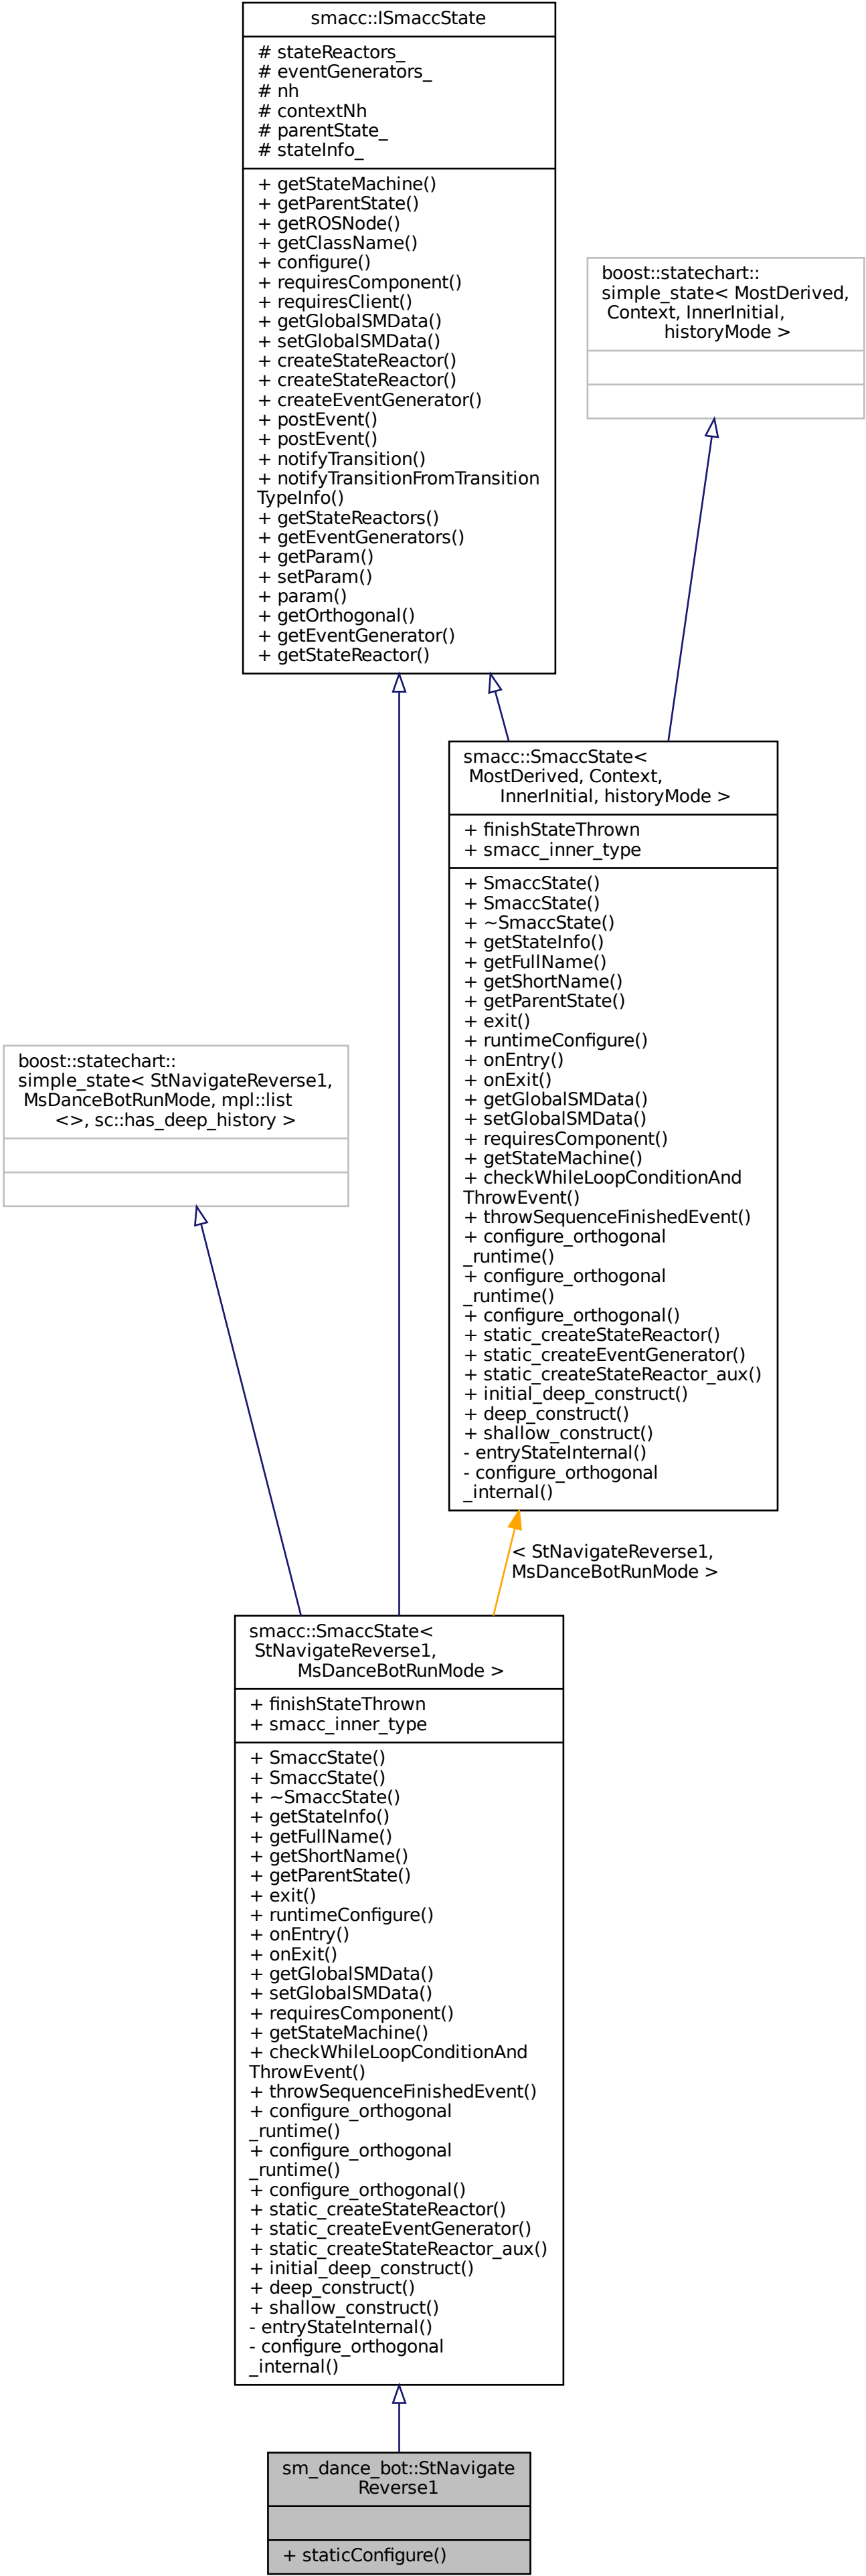 smacc::ISmaccState
# stateReactors_
# eventGenerators_
# nh
# contextNh
# parentState_
# stateInfo_
+ getStateMachine()
+ getParentState()
+ getROSNode()
+ getClassName()
+ configure()
+ requiresComponent()
+ requiresClient()
+ getGlobalSMData()
+ setGlobalSMData()
+ createStateReactor()
+ createStateReactor()
+ createEventGenerator()
+ postEvent()
+ postEvent()
+ notifyTransition()
+ notifyTransitionFromTransition
TypeInfo()
+ getStateReactors()
+ getEventGenerators()
+ getParam()
+ setParam()
+ param()
+ getOrthogonal()
+ getEventGenerator()
+ getStateReactor()
boost::statechart::
simple_state< MostDerived,
Context, InnerInitial,
historyMode >
smacc::SmaccState<
MostDerived, Context,
InnerInitial, historyMode >
+ finishStateThrown
+ smacc_inner_type
+ SmaccState()
+ SmaccState()
+ ~SmaccState()
+ getStateInfo()
+ getFullName()
+ getShortName()
+ getParentState()
+ exit()
+ runtimeConfigure()
+ onEntry()
+ onExit()
+ getGlobalSMData()
+ setGlobalSMData()
+ requiresComponent()
+ getStateMachine()
+ checkWhileLoopConditionAnd
ThrowEvent()
+ throwSequenceFinishedEvent()
+ configure_orthogonal
_runtime()
+ configure_orthogonal
_runtime()
+ configure_orthogonal()
+ static_createStateReactor()
+ static_createEventGenerator()
+ static_createStateReactor_aux()
+ initial_deep_construct()
+ deep_construct()
+ shallow_construct()
- entryStateInternal()
- configure_orthogonal
_internal()
boost::statechart::
simple_state< StNavigateReverse1,
MsDanceBotRunMode, mpl::list
<>, sc::has_deep_history >
< StNavigateReverse1,
MsDanceBotRunMode >
smacc::SmaccState<
StNavigateReverse1,
MsDanceBotRunMode >
+ finishStateThrown
+ smacc_inner_type
+ SmaccState()
+ SmaccState()
+ ~SmaccState()
+ getStateInfo()
+ getFullName()
+ getShortName()
+ getParentState()
+ exit()
+ runtimeConfigure()
+ onEntry()
+ onExit()
+ getGlobalSMData()
+ setGlobalSMData()
+ requiresComponent()
+ getStateMachine()
+ checkWhileLoopConditionAnd
ThrowEvent()
+ throwSequenceFinishedEvent()
+ configure_orthogonal
_runtime()
+ configure_orthogonal
_runtime()
+ configure_orthogonal()
+ static_createStateReactor()
+ static_createEventGenerator()
+ static_createStateReactor_aux()
+ initial_deep_construct()
+ deep_construct()
+ shallow_construct()
- entryStateInternal()
- configure_orthogonal
_internal()
sm_dance_bot::StNavigate
Reverse1
+ staticConfigure()